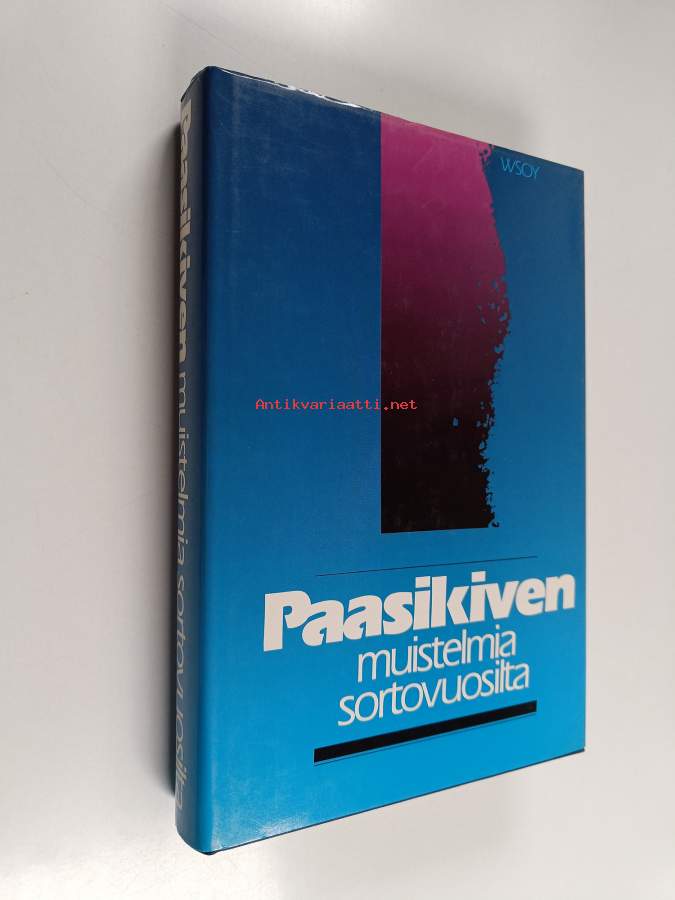 WSOY
Antikvariaatti.net
Paasikiven
muistelmia
sortovuosilta
Paasikiven muistelmia sortovuosilta